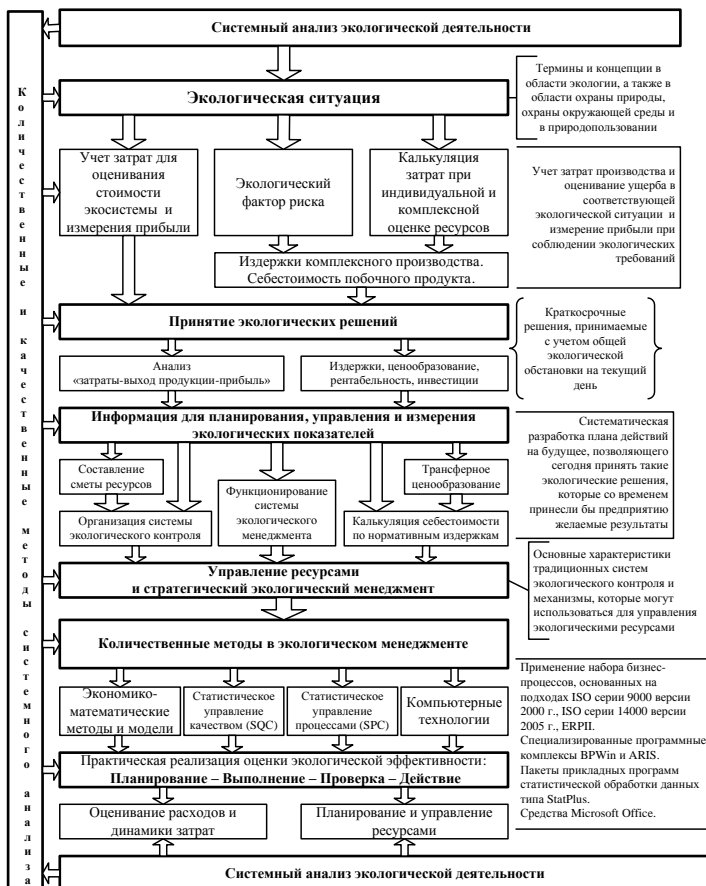 Системный анализ экологической деятельности
Количественные и качественные методы системного анализа
Экологическая ситуация
Термины и концепции в
области экологии, а также в
области охраны природы,
охраны окружающей среды и
в природопользовании
Учет затрат для
оценивания
стоимости
экосистемы и
измерения прибыли
Экологический
фактор риска
Калькуляция
затрат при
индивидуальной и
комплексной
оценке ресурсов
Учет затрат производства и
оценивание ущерба в
соответствующей
экологической ситуации и
измерение прибыли при
соблюдении экологических
требований
Издержки комплексного производства.
Себестоимость побочного продукта.
Принятие экологических решений
Краткосрочные
решения, принимаемые
с учетом общей
экологической
обстановки на текущий
день
Анализ
«затраты-выход продукции-прибыль»
Издержки, ценообразование,
рентабельность, инвестиции
Информация для планирования, управления и измерения
экологических показателей
Систематическая
разработка плана действий
на будущее, позволяющего
сегодня принять такие
экологические решения,
которые со временем
принесли бы предприятию
желаемые результаты
Составление
сметы ресурсов
Функционирование
системы
экологического
менеджмента
Трансферное
ценообразование
Организация системы
экологического контроля
Калькуляция себестоимости
по нормативным издержкам
Управление ресурсами
и стратегический экологический менеджмент
Основные характеристики
традиционных систем
экологического контроля и
механизмы, которые могут
использоваться для управления
экологическими ресурсами
Количественные методы в экологическом менеджменте
Экономико-
математические
методы и модели
Статистическое
управление
качеством (SQC)
Статистическое
управление
процессами (SPC)
Компьютерные
технологии
Применение набора бизнес-
процессов, основанных на
подходах ISO серии 9000 версии
2000 г., ISO серии 14000 версии
2005 г., ERPII.
Специализированные программные
комплексы BPWin и ARIS.
Пакеты прикладных программ
статистической обработки данных
типа StatPlus.
Средства Microsoft Office.
Практическая реализация оценки экологической эффективности:
Планирование – Выполнение – Проверка – Действие
Оценивание расходов и
динамики затрат
Планирование и управление
ресурсами
Системный анализ экологической деятельности